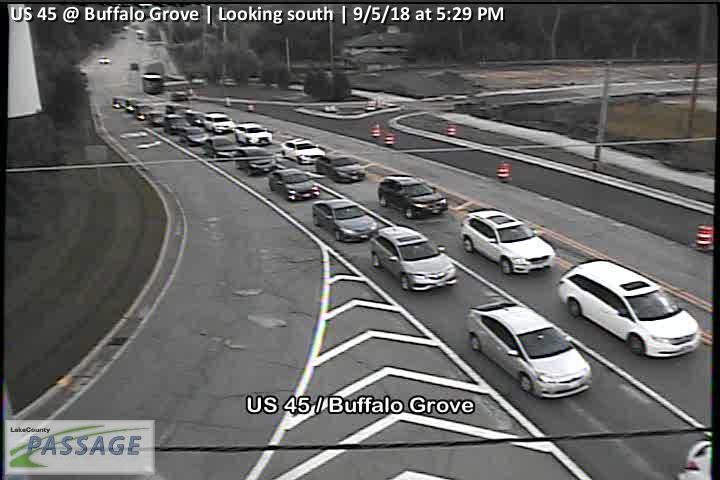 US 45 @ Buffalo Grove | Looking south | 9/5/18 at 5:29 PM
US 45 / Buffalo Grove
LakeCounty
PASSAGE